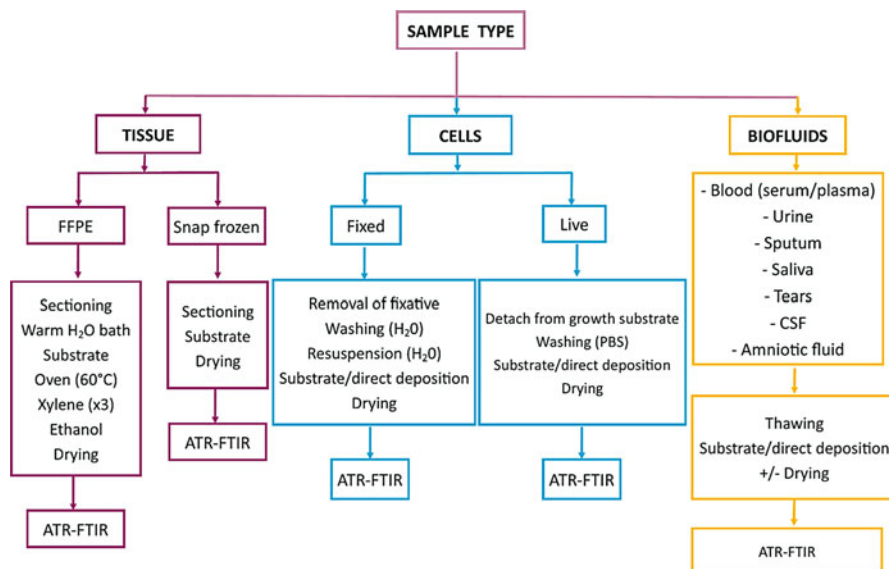 SAMPLE TYPE
TISSUE
CELLS
BIOFLUIDS
FFPE
Snap frozen
Fixed
Live
- Blood (serum/plasma)
- Urine
- Sputum
- Saliva
- Tears
- CSF
- Amniotic fluid
Sectioning
Warm H₂O bath
Substrate
Oven (60°C)
Xylene (x3)
Ethanol
Drying
Sectioning
Substrate
Drying
Removal of fixative
Washing (H₂0)
Resuspension (H₂0)
Substrate/direct deposition
Drying
Detach from growth substrate
Washing (PBS)
Substrate/direct deposition
Drying
Thawing
Substrate/direct deposition
+/- Drying
ATR-FTIR
ATR-FTIR
ATR-FTIR
ATR-FTIR
ATR-FTIR